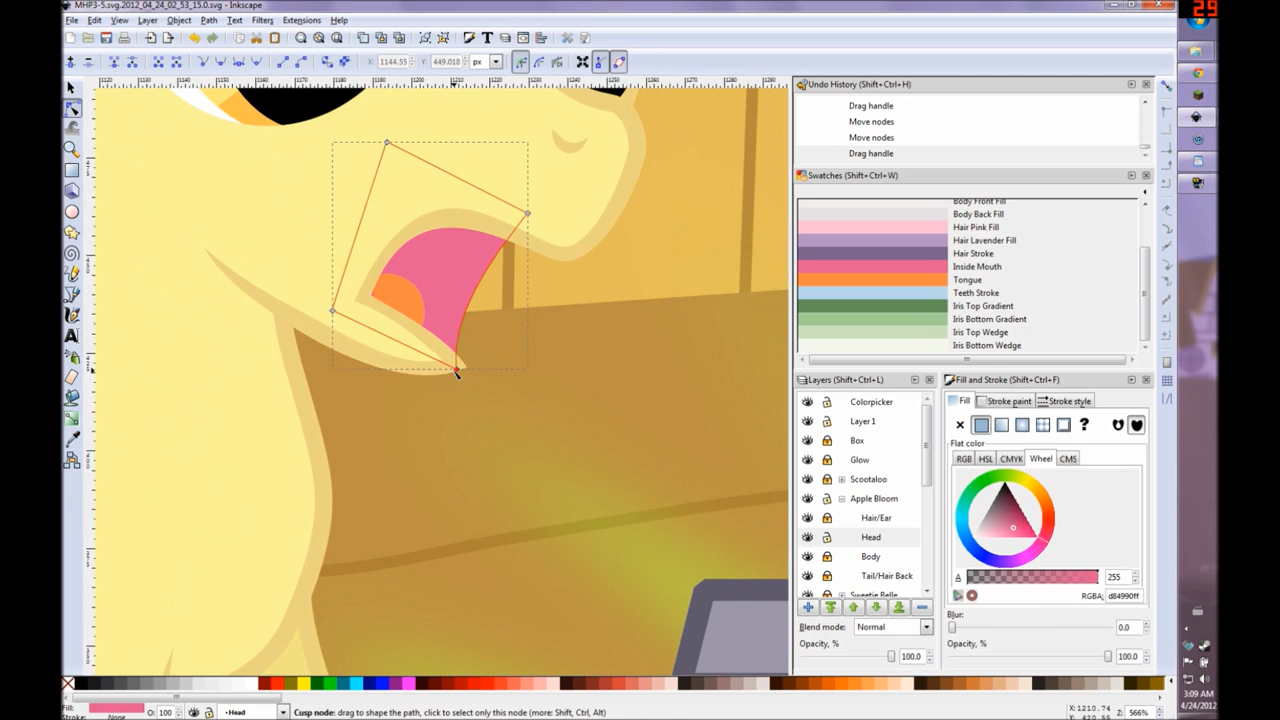 MHP3-5.svg.2012_04_24_02_53_15.0.svg - Inkscape
29
File Edit View Layer Object Path Text Filters Extensions Help
X: 1144.55 Y: 449.018 px
Undo History (Shift+Ctrl+H)
Drag handle
Move nodes
Move nodes
Drag handle
Swatches (Shift+Ctrl+W)
Body Front Fill
Body Back Fill
Hair Pink Fill
Hair Lavender Fill
Hair Stroke
Inside Mouth
Tongue
Teeth Stroke
Iris Top Gradient
Iris Bottom Gradient
Iris Top Wedge
Iris Bottom Wedge
Layers (Shift+Ctrl+L)
Colorpicker
Layer 1
Box
Glow
Scootaloo
Apple Bloom
Hair/Ear
Head
Body
Tail/Hair Back
Sweetie Belle
Blend mode: Normal
Opacity, %
100.0
Fill and Stroke (Shift+Ctrl+F)
Fill Stroke paint Stroke style
Flat color
RGB HSL CMYK Wheel CMS
A 255
RGBA: d84990ff
Blur:
0.0
Opacity, %
100.0
Fill:
Stroke: None
O: 100
Head
Cusp node: drag to shape the path, click to select only this node (more: Shift, Ctrl, Alt)
X: 1210.74
Z: 566%
3:09 AM
4/24/2012